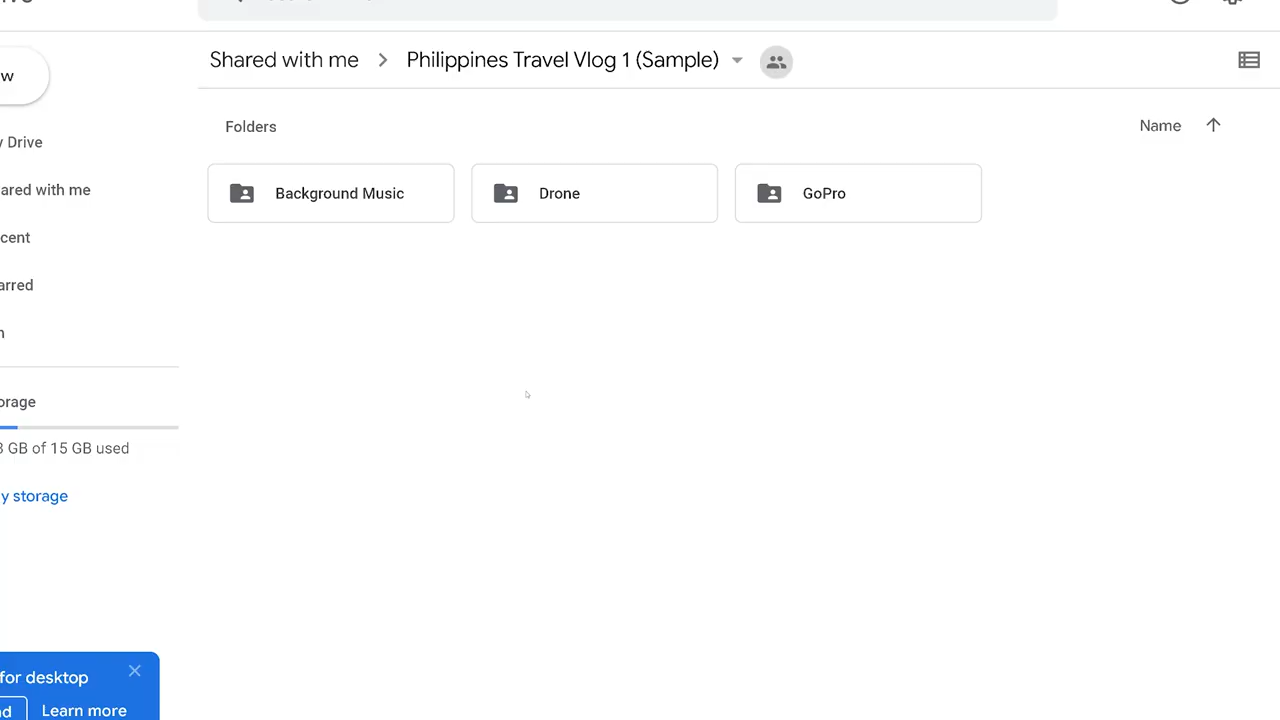 w
Shared with me
Philippines Travel Vlog 1 (Sample)
Folders
Name
Background Music
Drone
GoPro
y Drive
ared with me
cent
arred
n
orage
GB of 15 GB used
y storage
for desktop
Learn more